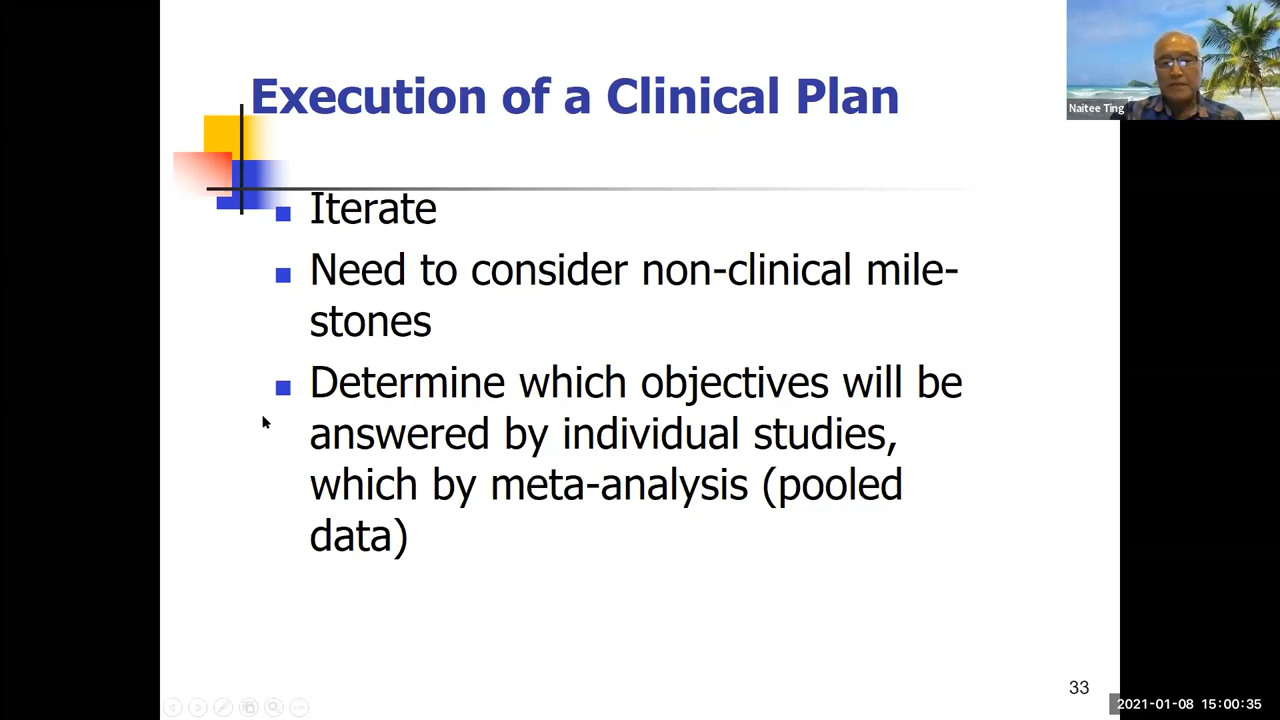 Execution of a Clinical Plan
Naitee Ting
Iterate
Need to consider non-clinical mile-
stones
Determine which objectives will be
answered by individual studies,
which by meta-analysis (pooled
data)
33
2021-01-08 15:00:35